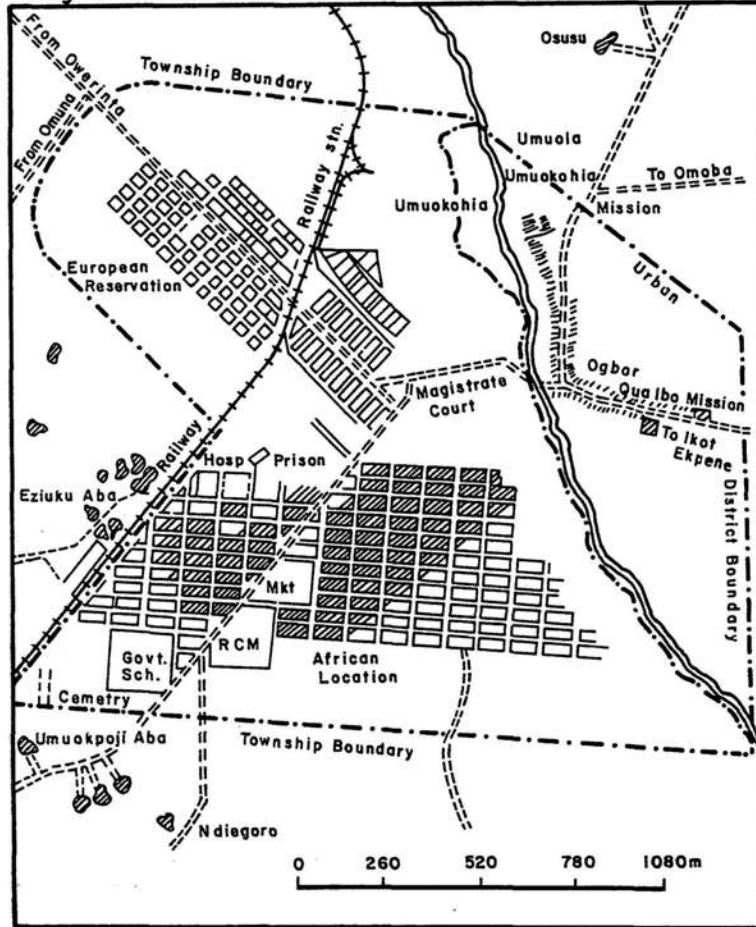 From Owerinta
Township Boundary
Osusu
From Omuna
Railway stn.
Umuola
Umuokohia
Umuokohia
To Omoba
Mission
European
Reservation
Urban
Ogbor
Qua Ibo Mission
Magistrate
Court
To Ikot
Ekpene
Railway
Hosp
Prison
Eziuku Aba
District Boundary
Mkt
RCM
Govt.
Sch.
African
Location
Cemetry
Umuokpoji Aba
Township Boundary
Ndiegoro
0 260 520 780 1080m